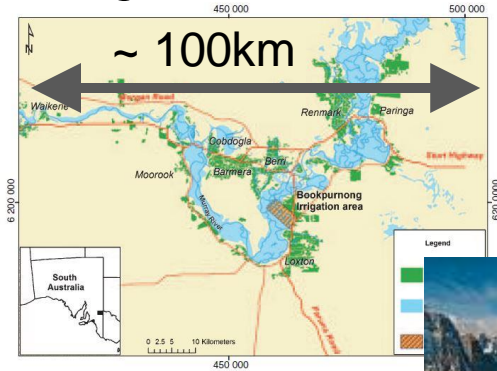 450 000
500 000
N
~ 100km
Waikerie
Renmark
Paringa
Cobdogla
Sturt Highway
Moorook
Barmera
Berri
Bookpurnong
Irrigation area
6 200 000
Murray River
Loxton
Legend
South
Australia
0 2.5 5 10 Kilometers
450 000